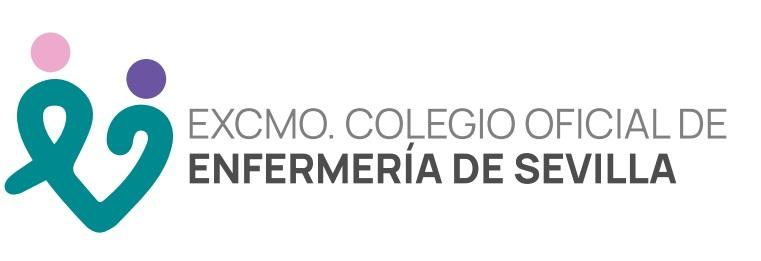 EXCMO. COLEGIO OFICIAL DE
ENFERMERÍA DE SEVILLA